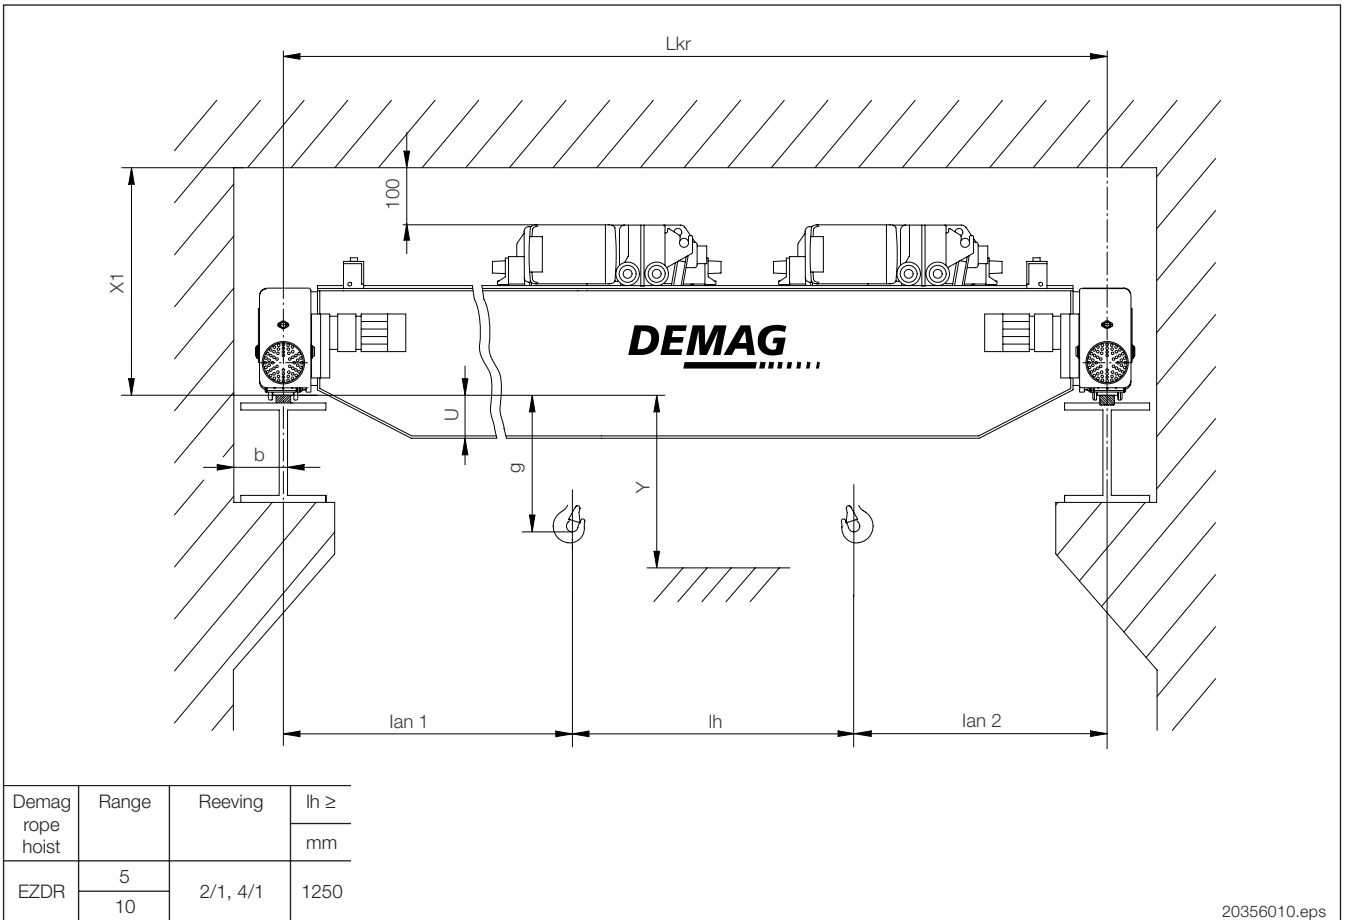 Lkr
100
X1
DEMAG
U
b
g
Y
lan 1
lh
lan 2
Demag rope hoist
Range
Reeving
lh ≥
mm
EZDR
5
10
2/1, 4/1
1250
20356010.eps